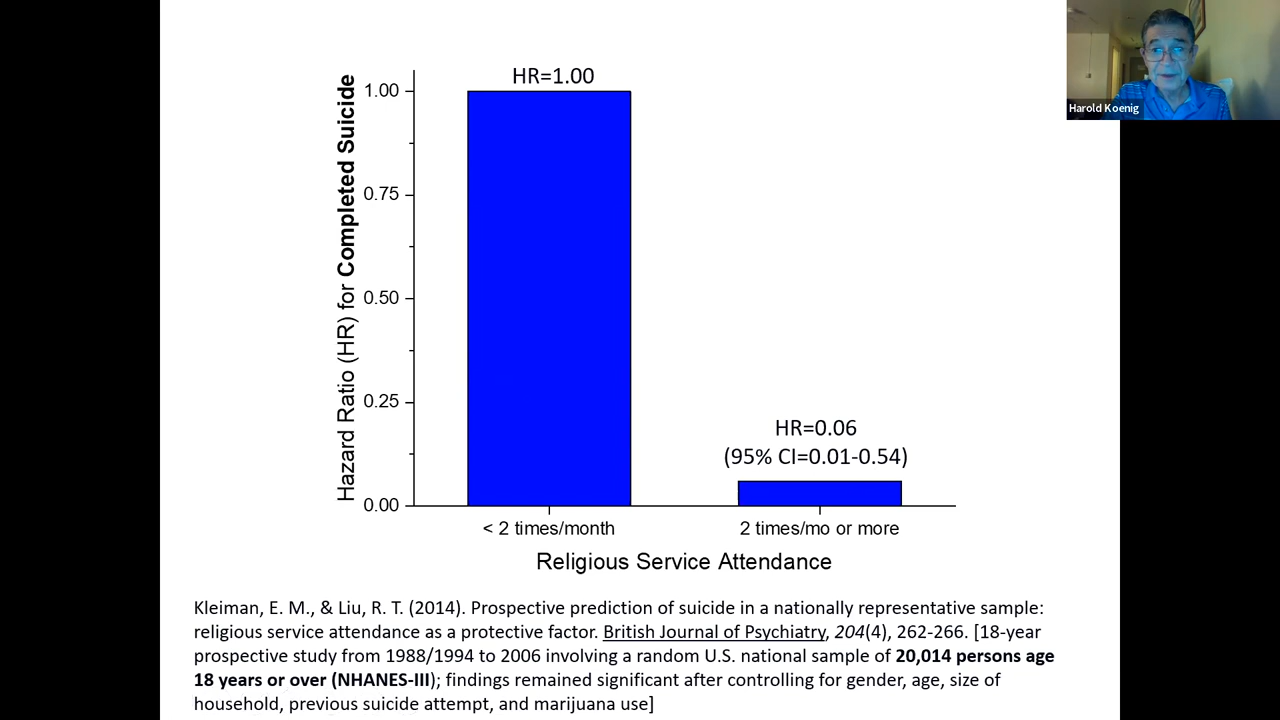 Harold Koenig
HR=1.00
Hazard Ratio (HR) for Completed Suicide
1.00
0.75
0.50
0.25
0.00
HR=0.06
(95% CI=0.01-0.54)
< 2 times/month
2 times/mo or more
Religious Service Attendance
Kleiman, E. M., & Liu, R. T. (2014). Prospective prediction of suicide in a nationally representative sample:
religious service attendance as a protective factor. British Journal of Psychiatry, 204(4), 262-266. [18-year
prospective study from 1988/1994 to 2006 involving a random U.S. national sample of 20,014 persons age
18 years or over (NHANES-III); findings remained significant after controlling for gender, age, size of
household, previous suicide attempt, and marijuana use]